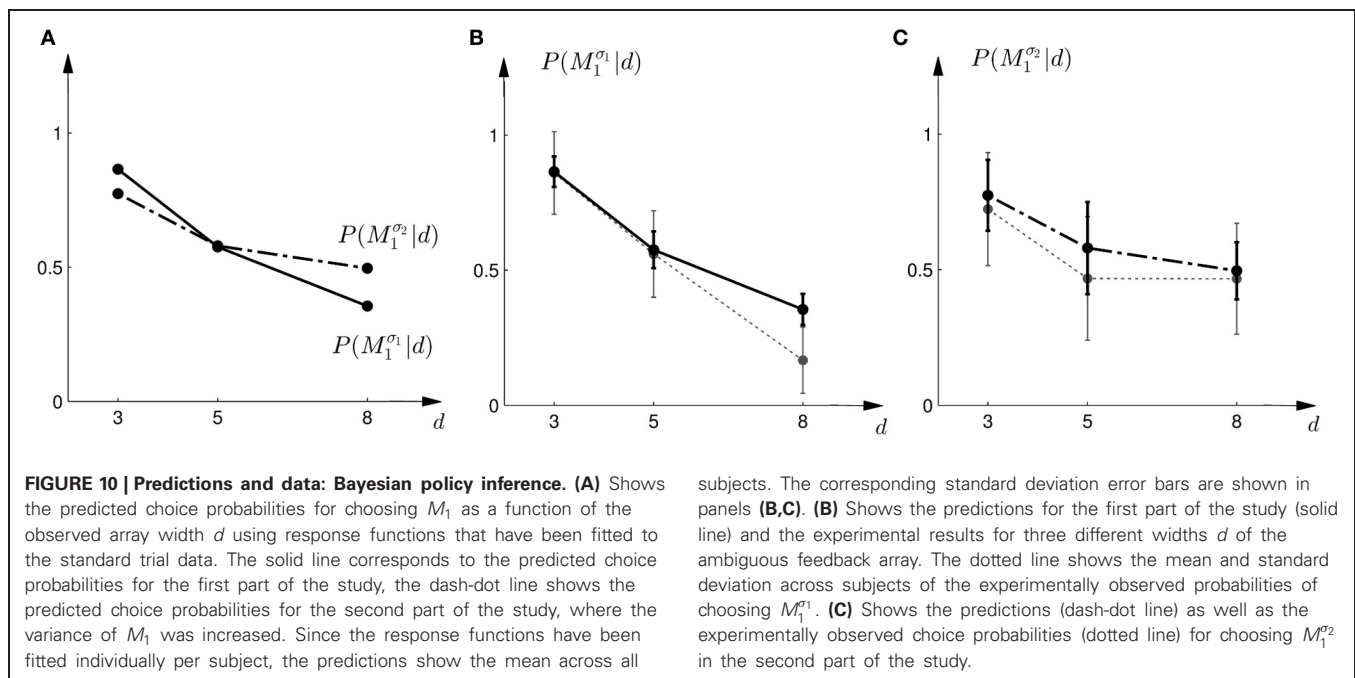 A
1
0.5
0
3
5
8
d
P(M_1^{σ_2}|d)
P(M_1^{σ_1}|d)
B
P(M_1^{σ_1}|d)
1
0.5
0
3
5
8
d
C
P(M_1^{σ_2}|d)
1
0.5
0
3
5
8
d
FIGURE 10 | Predictions and data: Bayesian policy inference. (A) Shows
the predicted choice probabilities for choosing M_1 as a function of the
observed array width d using response functions that have been fitted to
the standard trial data. The solid line corresponds to the predicted choice
probabilities for the first part of the study, the dash-dot line shows the
predicted choice probabilities for the second part of the study, where the
variance of M_1 was increased. Since the response functions have been
fitted individually per subject, the predictions show the mean across all
subjects. The corresponding standard deviation error bars are shown in
panels (B,C). (B) Shows the predictions for the first part of the study (solid
line) and the experimental results for three different widths d of the
ambiguous feedback array. The dotted line shows the mean and standard
deviation across subjects of the experimentally observed probabilities of
choosing M_1^{σ_1}. (C) Shows the predictions (dash-dot line) as well as the
experimentally observed choice probabilities (dotted line) for choosing M_1^{σ_2}
in the second part of the study.